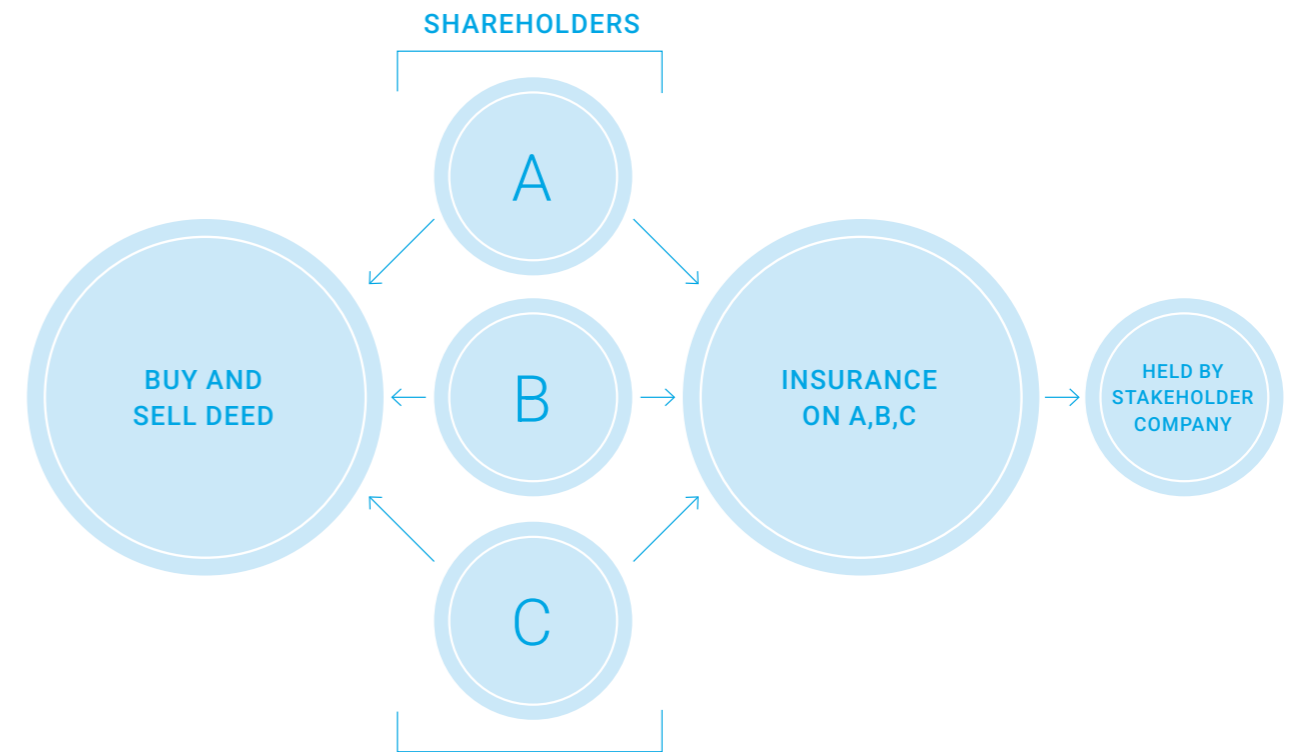 SHAREHOLDERS
A
BUY AND
SELL DEED
B
INSURANCE
ON A,B,C
HELD BY
STAKEHOLDER
COMPANY
C